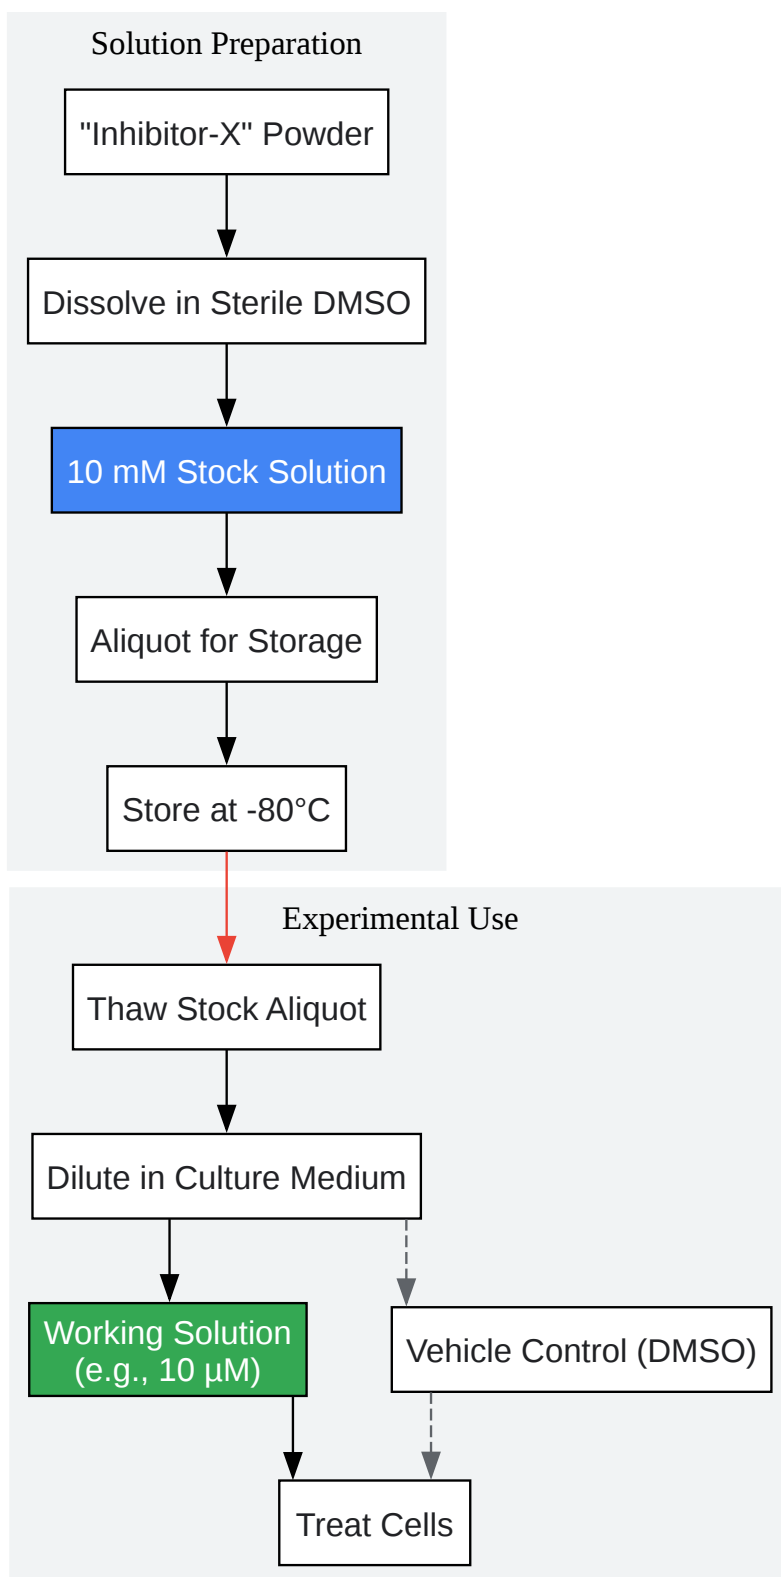 Solution Preparation
"Inhibitor-X" Powder
Dissolve in Sterile DMSO
10 mM Stock Solution
Aliquot for Storage
Store at -80°C
Experimental Use
Thaw Stock Aliquot
Dilute in Culture Medium
Working Solution
(e.g., 10 µM)
Vehicle Control (DMSO)
Treat Cells